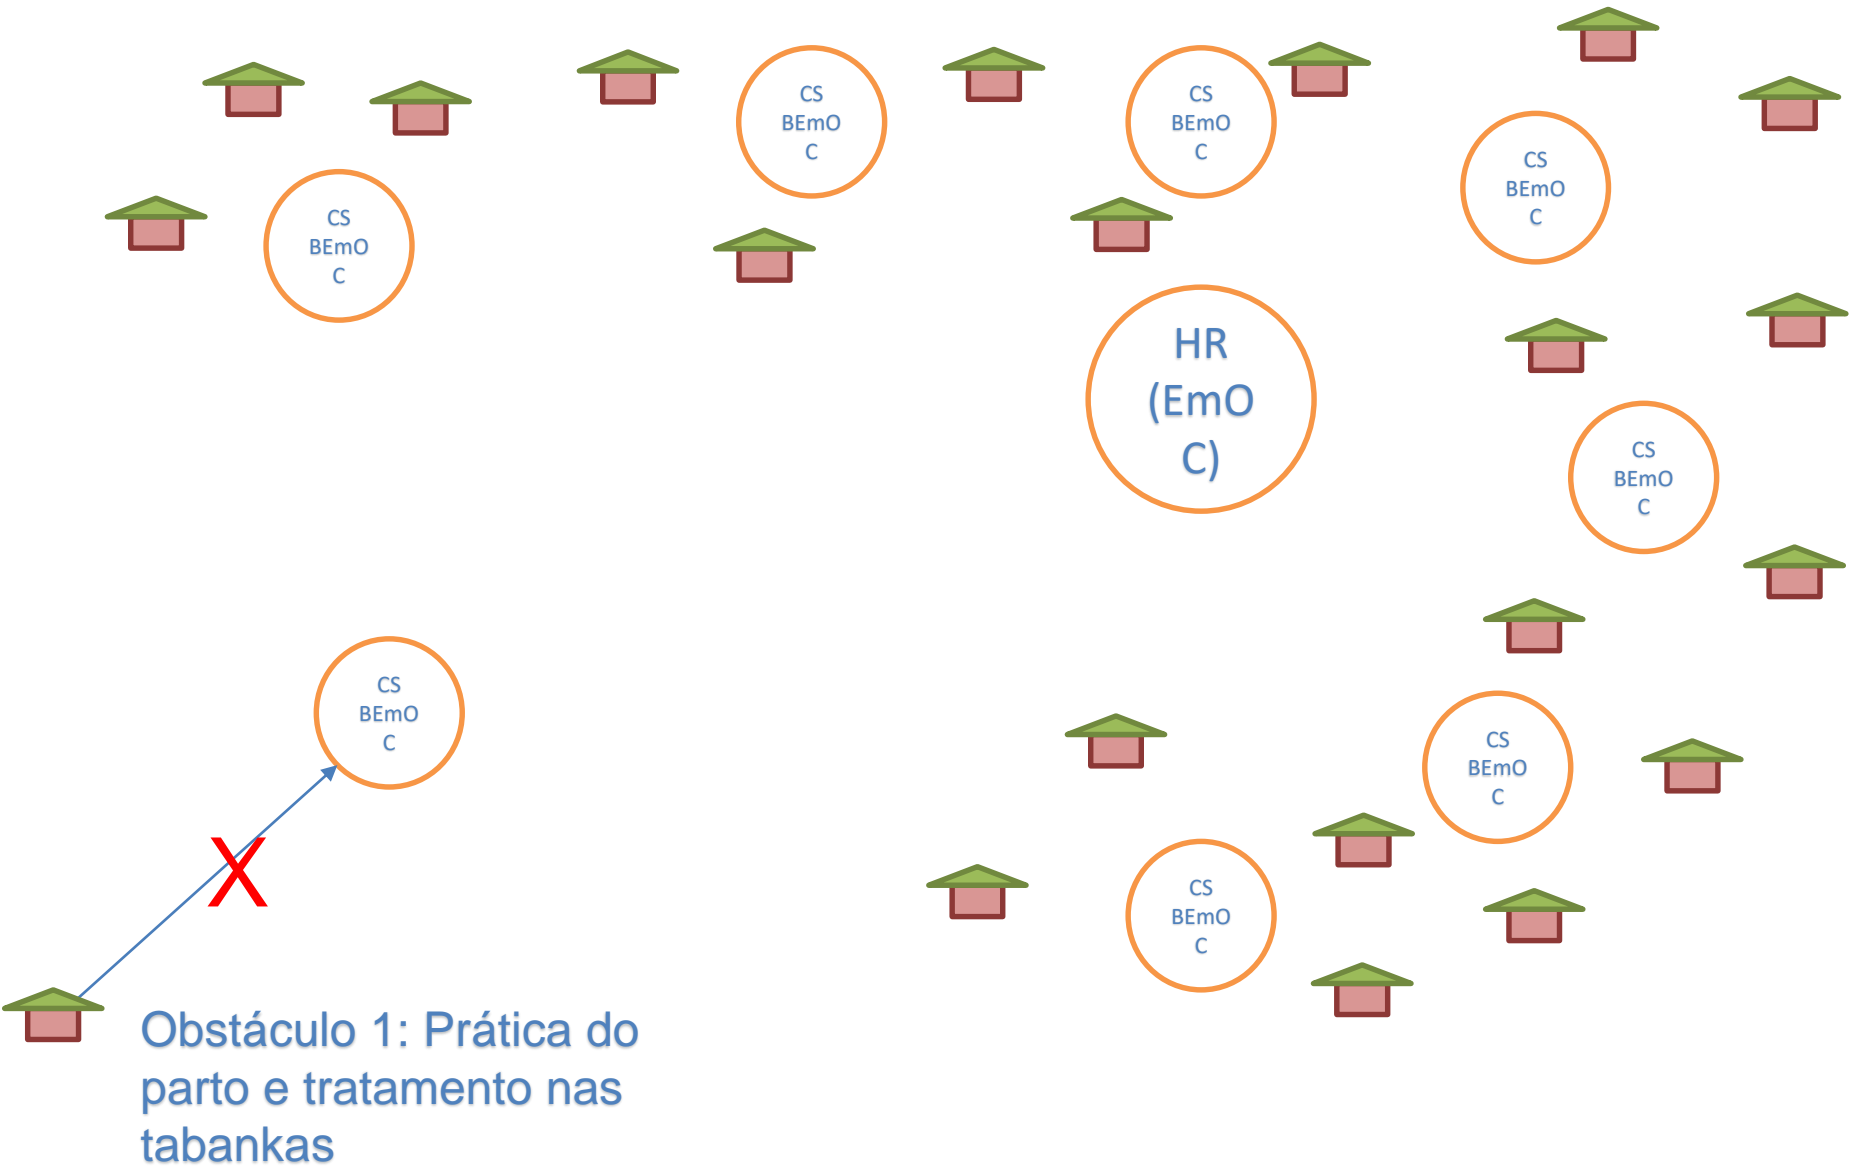 CS
BEmO
C
CS
BEmO
C
CS
BEmO
C
CS
BEmO
C
HR
(EmO
C)
CS
BEmO
C
CS
BEmO
C
CS
BEmO
C
CS
BEmO
C
X
Obstáculo 1: Prática do
parto e tratamento nas
tabankas